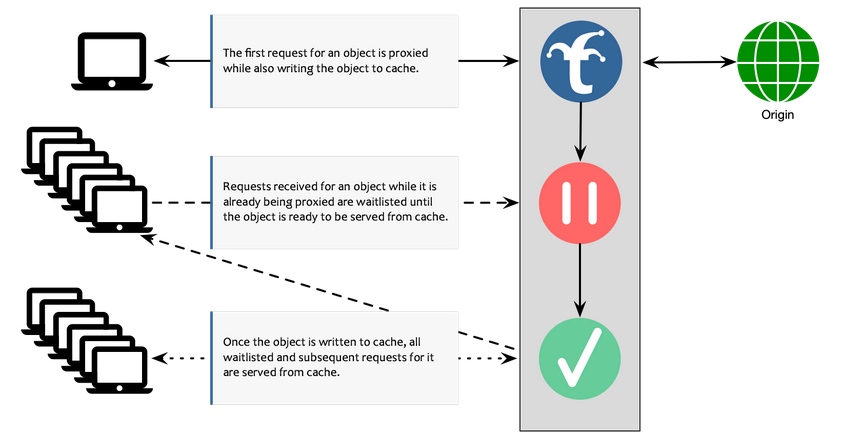 The first request for an object is proxied
while also writing the object to cache.
Origin
Requests received for an object while it is
already being proxied are waitlisted until
the object is ready to be served from cache.
Once the object is written to cache, all
waitlisted and subsequent requests for it
are served from cache.